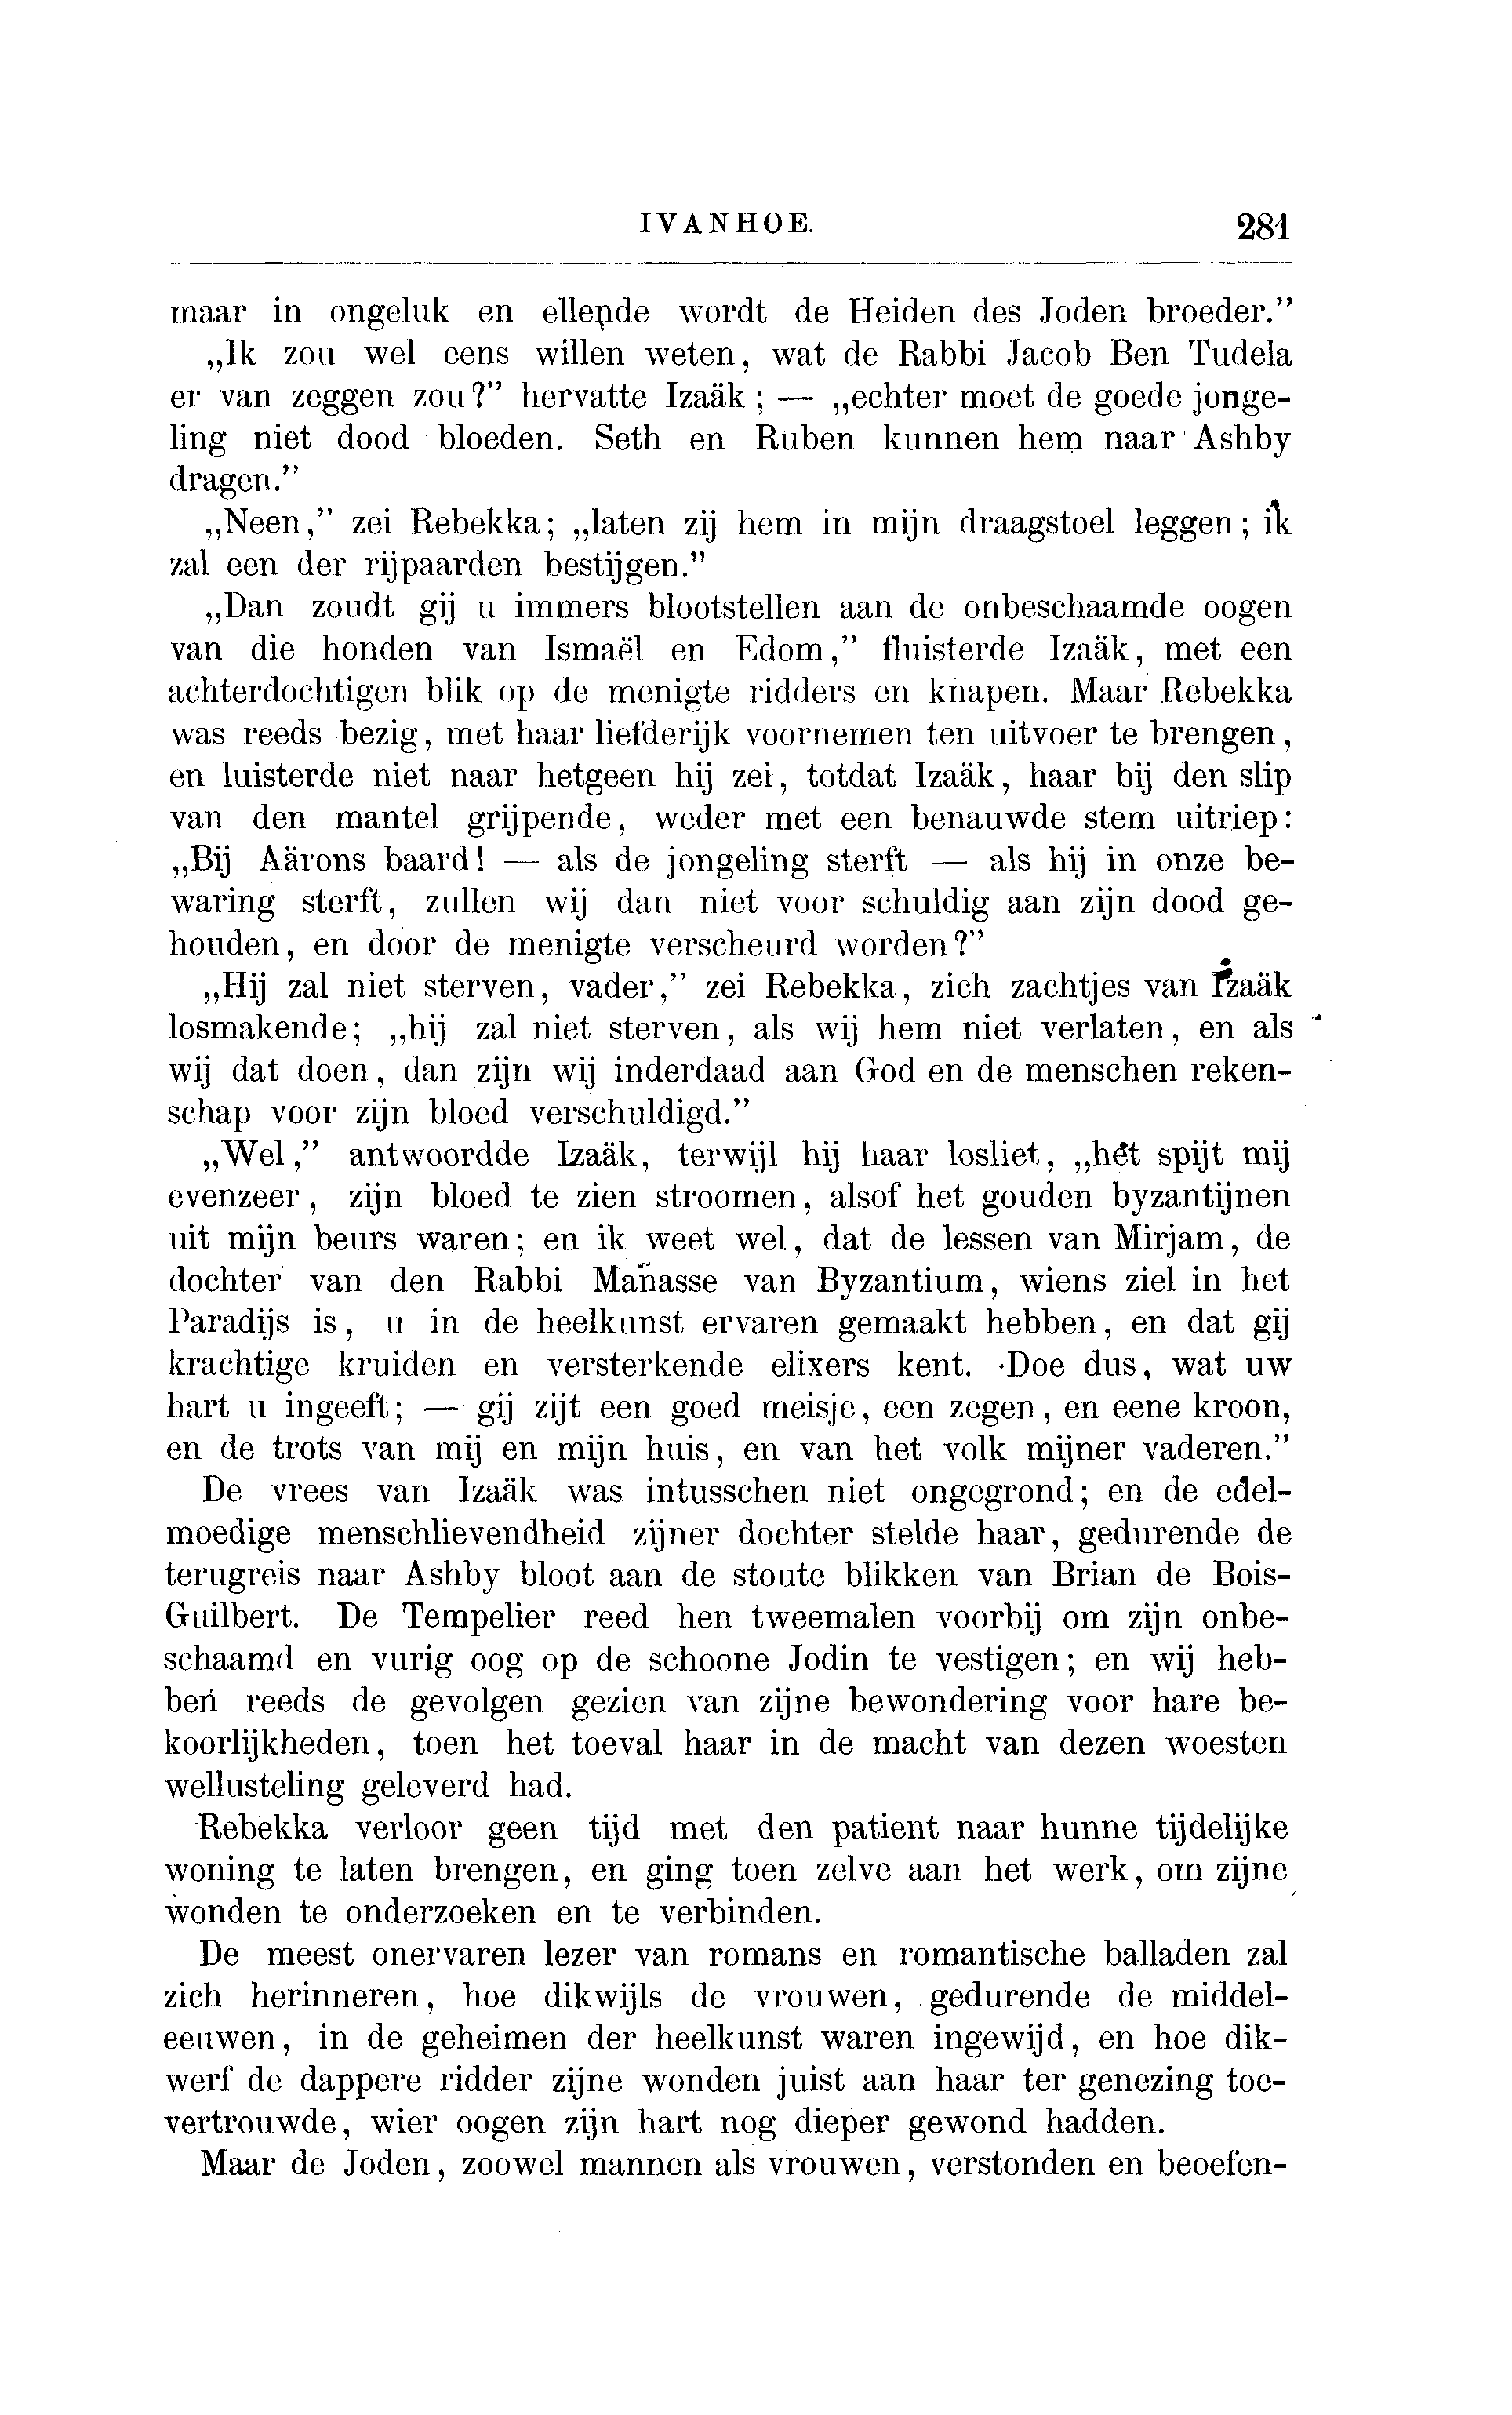 IVANHOE. 281
maar in ongeluk en ellende wordt de Heiden des Joden broeder.”
„Ik zou wel eens willen weten, wat de Rabbi Jacob Ben Tudela
er van zeggen zou?” hervatte Izaäk; — „echter moet de goede jonge-
ling niet dood bloeden. Seth en Ruben kunnen hem naar Ashby
dragen.”
„Neen,” zei Rebekka; „laten zij hem in mijn draagstoel leggen; ik
zal een der rijpaarden bestijgen.”
„Dan zoudt gij u immers blootstellen aan de onbeschaamde oogen
van die honden van Ismaël en Edom,” fluisterde Izaäk, met een
achterdochtigen blik op de menigte ridders en knapen. Maar Rebekka
was reeds bezig, met haar liefderijk voornemen ten uitvoer te brengen,
en luisterde niet naar hetgeen hij zei, totdat Izaäk, haar bij den slip
van den mantel grijpende, weder met een benauwde stem uitriep:
„Bij Aärons baard! — als de jongeling sterft — als hij in onze be-
waring sterft, zullen wij dan niet voor schuldig aan zijn dood ge-
houden, en door de menigte verscheurd worden?”
„Hij zal niet sterven, vader,” zei Rebekka, zich zachtjes van Izaäk
losmakende; „hij zal niet sterven, als wij hem niet verlaten, en als
wij dat doen, dan zijn wij inderdaad aan God en de menschen reken-
schap voor zijn bloed verschuldigd.”
„Wel,” antwoordde Izaäk, terwijl hij haar losliet, „het spijt mij
evenzeer, zijn bloed te zien stroomen, alsof het gouden byzantijnen
uit mijn beurs waren; en ik weet wel, dat de lessen van Mirjam, de
dochter van den Rabbi Manasse van Byzantium, wiens ziel in het
Paradijs is, u in de heelkunst ervaren gemaakt hebben, en dat gij
krachtige kruiden en versterkende elixers kent. Doe dus, wat uw
hart u ingeeft; — gij zijt een goed meisje, een zegen, en eene kroon,
en de trots van mij en mijn huis, en van het volk mijner vaderen.”
De vrees van Izaäk was intusschen niet ongegrond; en de edel-
moedige menschlievendheid zijner dochter stelde haar, gedurende de
terugreis naar Ashby bloot aan de stoute blikken van Brian de Bois-
Guilbert. De Tempelier reed hen tweemalen voorbij om zijn onbe-
schaamd en vurig oog op de schoone Jodin te vestigen; en wij heb-
ben reeds de gevolgen gezien van zijne bewondering voor hare be-
koorlijkheden, toen het toeval haar in de macht van dezen woesten
wellusteling geleverd had.
Rebekka verloor geen tijd met den patient naar hunne tijdelijke
woning te laten brengen, en ging toen zelve aan het werk, om zijne
wonden te onderzoeken en te verbinden.
De meest onervaren lezer van romans en romantische balladen zal
zich herinneren, hoe dikwijls de vrouwen, gedurende de middel-
eeuwen, in de geheimen der heelkunst waren ingewijd, en hoe dik-
werf de dappere ridder zijne wonden juist aan haar ter genezing toe-
vertrouwde, wier oogen zijn hart nog dieper gewond hadden.
Maar de Joden, zoowel mannen als vrouwen, verstonden en beoefen-